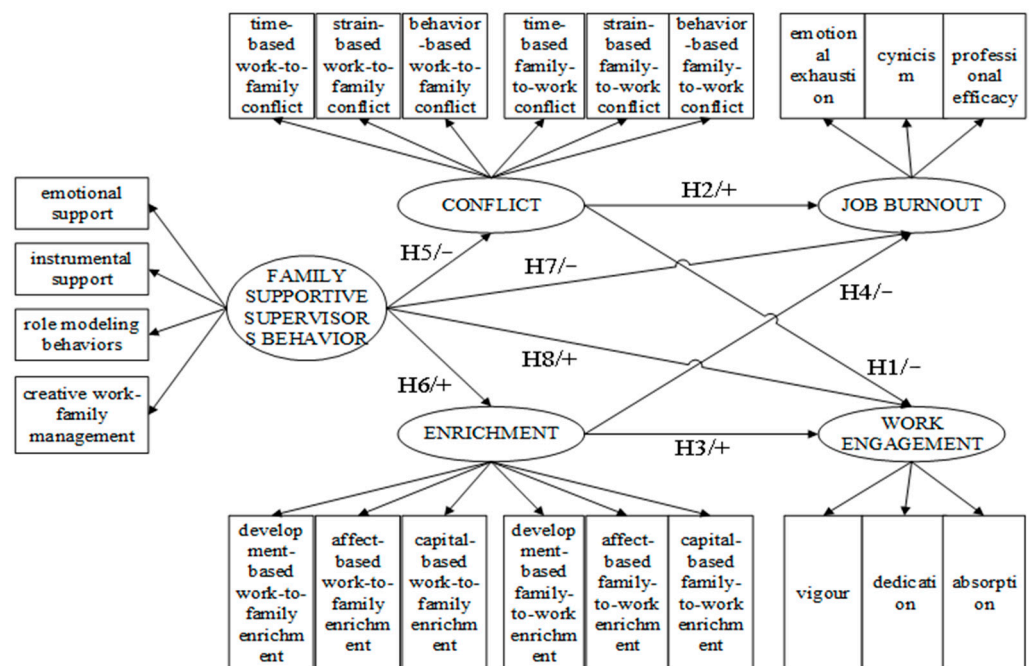 time-
based
work-to-
family
conflict
strain-
based
work-to-
family
conflict
behavior
-based
work-to-
family
conflict
time-
based
family-
to-work
conflict
strain-
based
family-
to-work
conflict
behavior
-based
family-
to-work
conflict
emotion
al
exhausti
on
cynicis
m
professi
onal
efficacy
emotional
support
instrumental
support
role modeling
behaviors
creative work-
family
management
FAMILY
SUPPORTIVE
SUPERVISOR
S BEHAVIOR
CONFLICT
JOB BURNOUT
ENRICHMENT
WORK
ENGAGEMENT
H2/+
H5/−
H7/−
H4/−
H8/+
H1/−
H6/+
H3/+
develop
ment-
based
work-to-
family
enrichm
ent
affect-
based
work-to-
family
enrichm
ent
capital-
based
work-to-
family
enrichm
ent
develop
ment-
based
family-
to-work
enrichm
ent
affect-
based
family-
to-work
enrichm
ent
capital-
based
family-
to-work
enrichm
ent
vigour
dedicati
on
absorpti
on